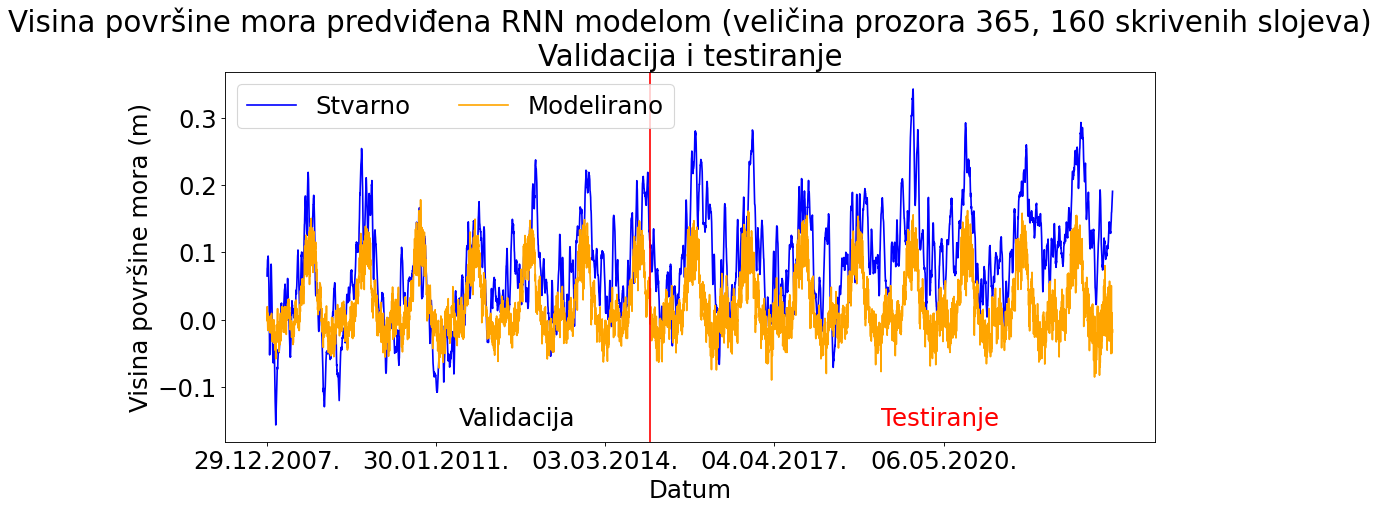 Visina površine mora predviđena RNN modelom (veličina prozora 365, 160 skrivenih slojeva)
Validacija i testiranje
Stvarno
Modelirano
Visina površine mora (m)
0.3
0.2
0.1
0.0
−0.1
Validacija
Testiranje
29.12.2007.
30.01.2011.
03.03.2014.
04.04.2017.
06.05.2020.
Datum